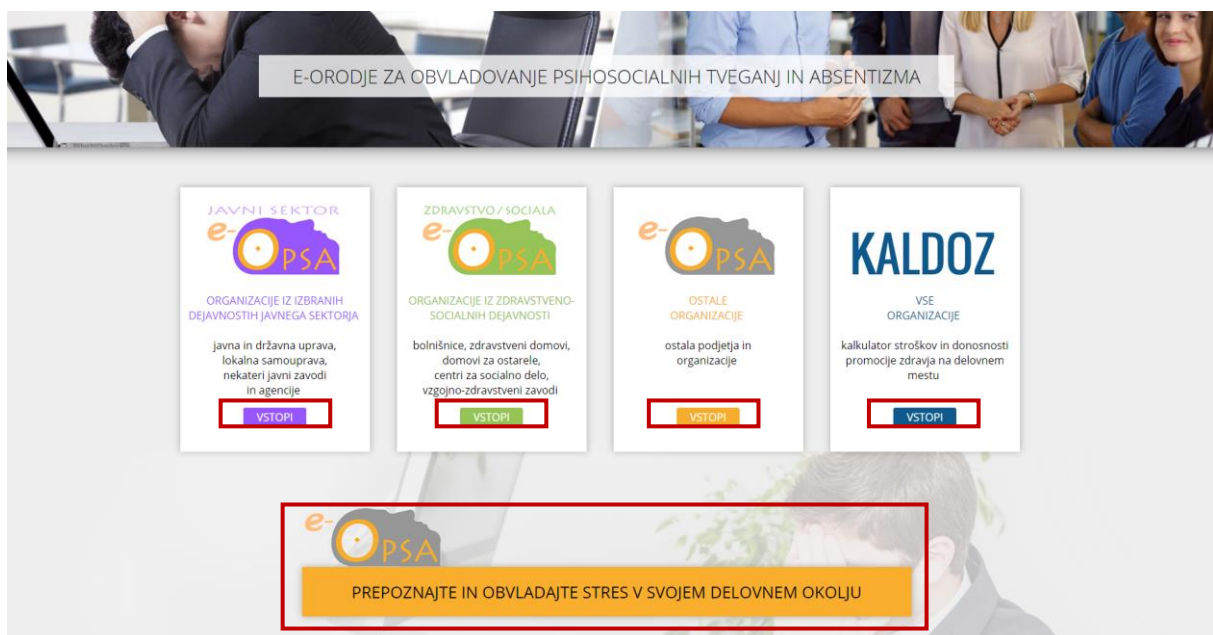 E-ORODJE ZA OBVLADOVANJE PSIHOSOCIALNIH TVEGANJ IN ABSENTIZMA
JAVNI SEKTOR
e-OPSA
ORGANIZACIJE IZ IZBRANIH
DEJAVNOSTIH JAVNEGA SEKTORJA
javna in državna uprava,
lokalna samouprava,
nekateri javni zavodi
in agencije
VSTOPI
ZDRAVSTVO/SOCIALA
e-OPSA
ORGANIZACIJE IZ ZDRAVSTVENO-
SOCIALNIH DEJAVNOSTI
bolnišnice, zdravstveni domovi,
domovi za ostarele,
centri za socialno delo,
vzgojno-zdravstveni zavodi
VSTOPI
e-OPSA
OSTALE
ORGANIZACIJE
ostala podjetja in
organizacije
VSTOPI
KALDOZ
VSE
ORGANIZACIJE
kalkulator stroškov in donosnosti
promocije zdravja na delovnem
mestu
VSTOPI
e-OPSA
PREPOZNAJTE IN OBVLADAJTE STRES V SVOJEM DELOVNEM OKOLJU